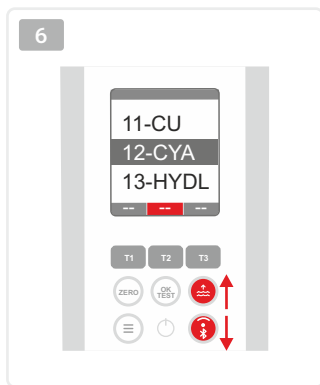 6
11-CU
12-CYA
13-HYDL
-- -- --
T1 T2 T3
ZERO OK TEST